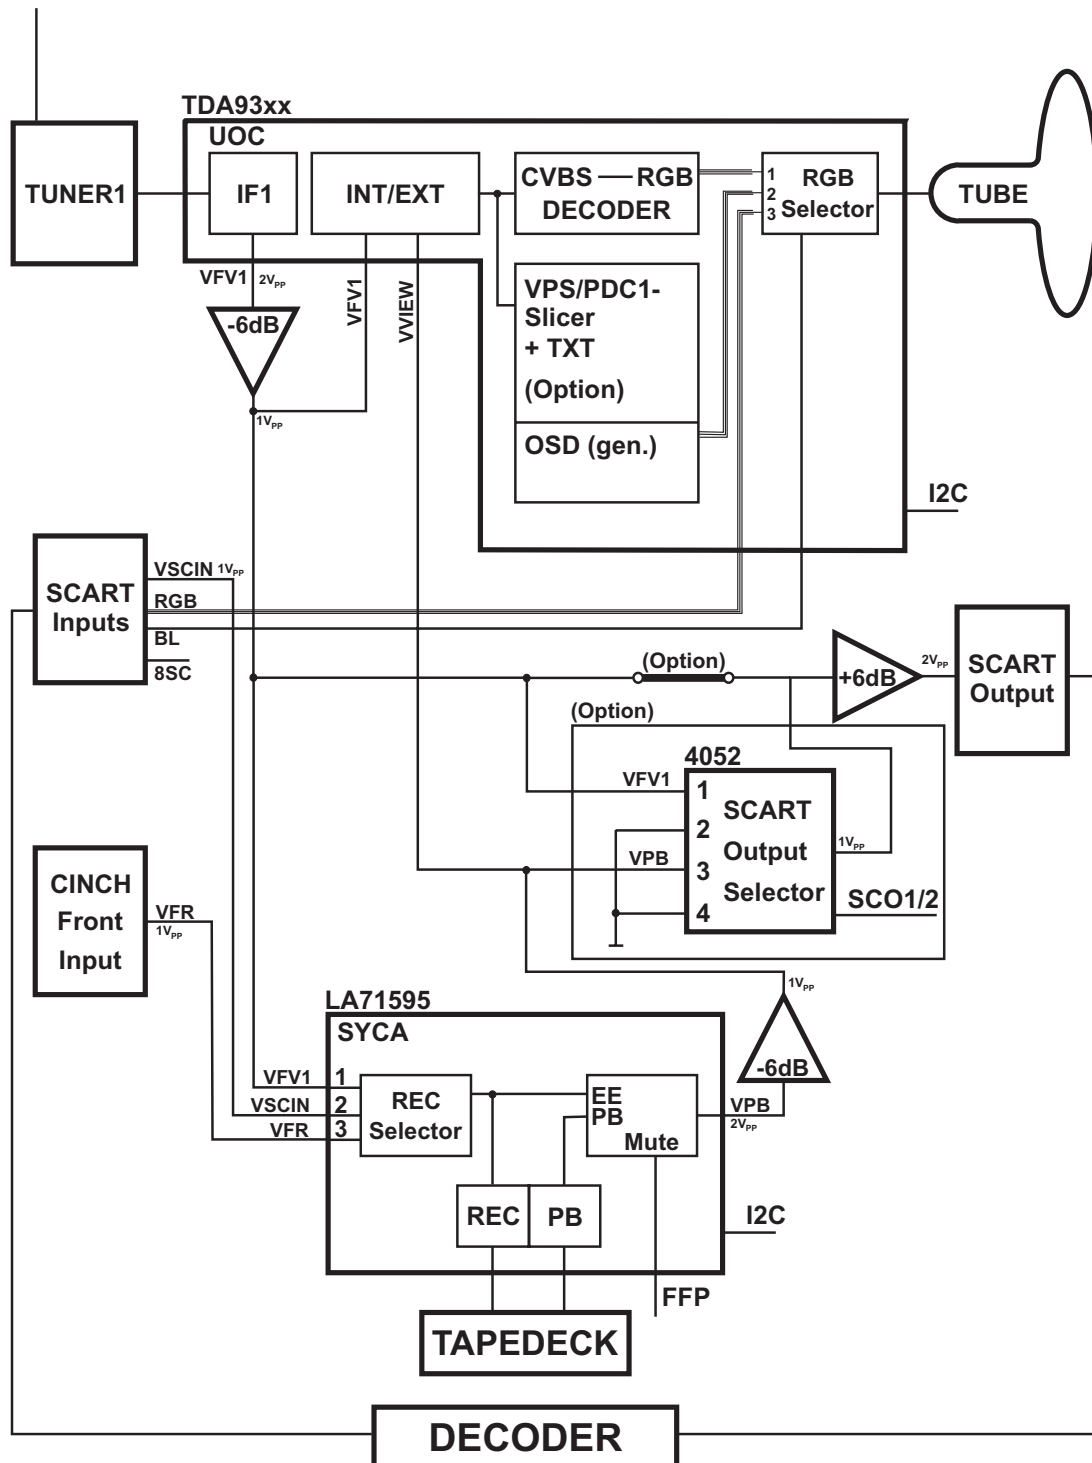 TDA93xx
UOC
TUNER1
IF1
INT/EXT
CVBS — RGB
DECODER
1
2
3
RGB
Selector
TUBE
VFV1 2VPP
-6dB
1VPP
VFV1
VVIEW
VPS/PDC1-
Slicer
+ TXT
(Option)
OSD (gen.)
I2C
SCART
Inputs
VSCIN 1VPP
RGB
BL
8SC
(Option)
+6dB
2VPP
SCART
Output
(Option)
4052
VFV1
VPB
1
2
3
4
SCART
Output
Selector
1VPP
SCO1/2
CINCH
Front
Input
VFR
1VPP
1VPP
-6dB
LA71595
SYCA
VFV1
VSCIN
VFR
1
2
3
REC
Selector
EE
PB
Mute
VPB
2VPP
REC
PB
I2C
FFP
TAPEDECK
DECODER